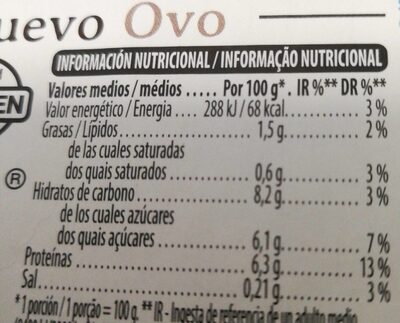 uevo Ovo
INFORMACIÓN NUTRICIONAL / INFORMAÇÃO NUTRICIONAL
Valores medios / médios ..... Por 100 g* . IR %** DR %**
Valor energético / Energia ..... 288 kJ / 68 kcal............ 3 %
Grasas / Lípidos.............................. 1,5 g............ 2 %
de las cuales saturadas
dos quais saturados ...................... 0,6 g............ 3 %
Hidratos de carbono ...................... 8,2 g............ 3 %
de los cuales azúcares
dos quais açúcares........................ 6,1 g............ 7 %
Proteínas ........................................ 6,3 g............ 13 %
Sal................................................... 0,21 g.......... 3 %
EN
®
* 1 porción / 1 porção = 100 g. ** IR - Ingesta de referencia de un adulto medio